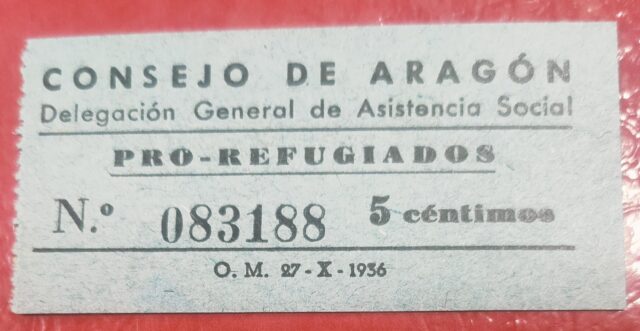 CONSEJO DE ARAGÓN
Delegación General de Asistencia Social
PRO-REFUGIADOS
N.º 083188 5 céntimos
O. M. 27-X-1936